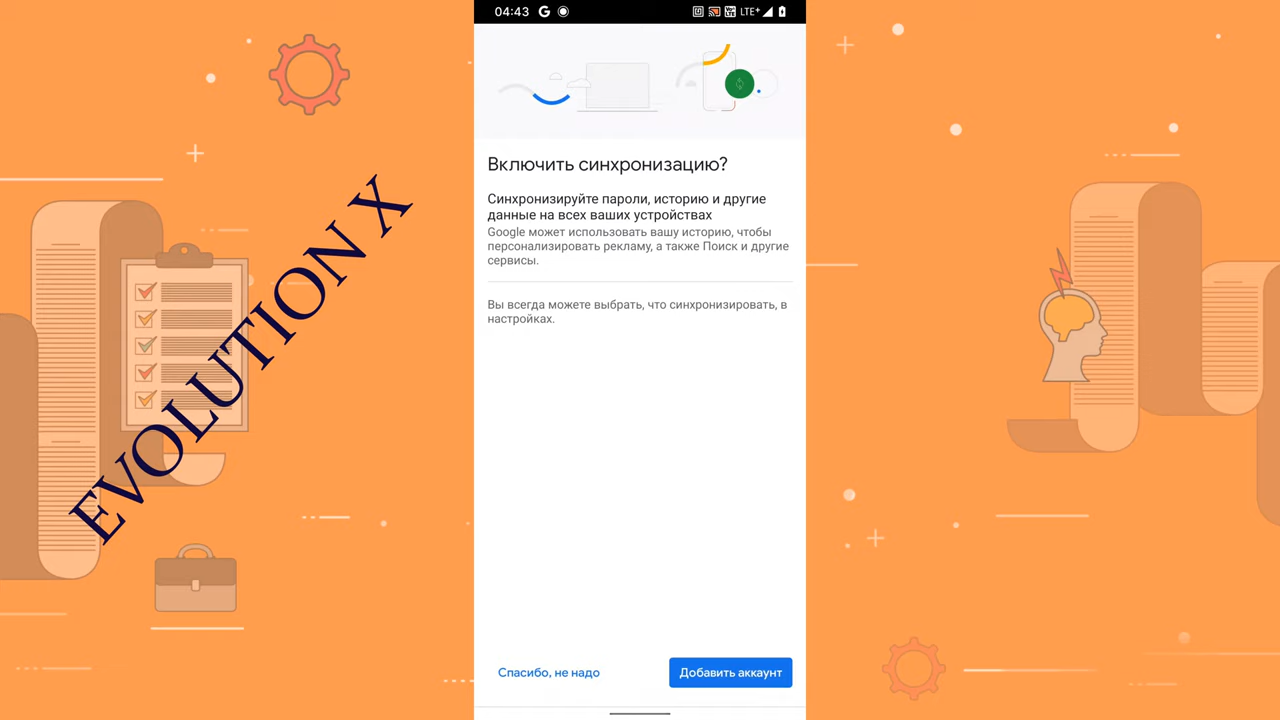 EVOLUTION X
04:43
LTE+
Включить синхронизацию?
Синхронизируйте пароли, историю и другие
данные на всех ваших устройствах
Google может использовать вашу историю, чтобы
персонализировать рекламу, а также Поиск и другие
сервисы.
Вы всегда можете выбрать, что синхронизировать, в
настройках.
Спасибо, не надо
Добавить аккаунт